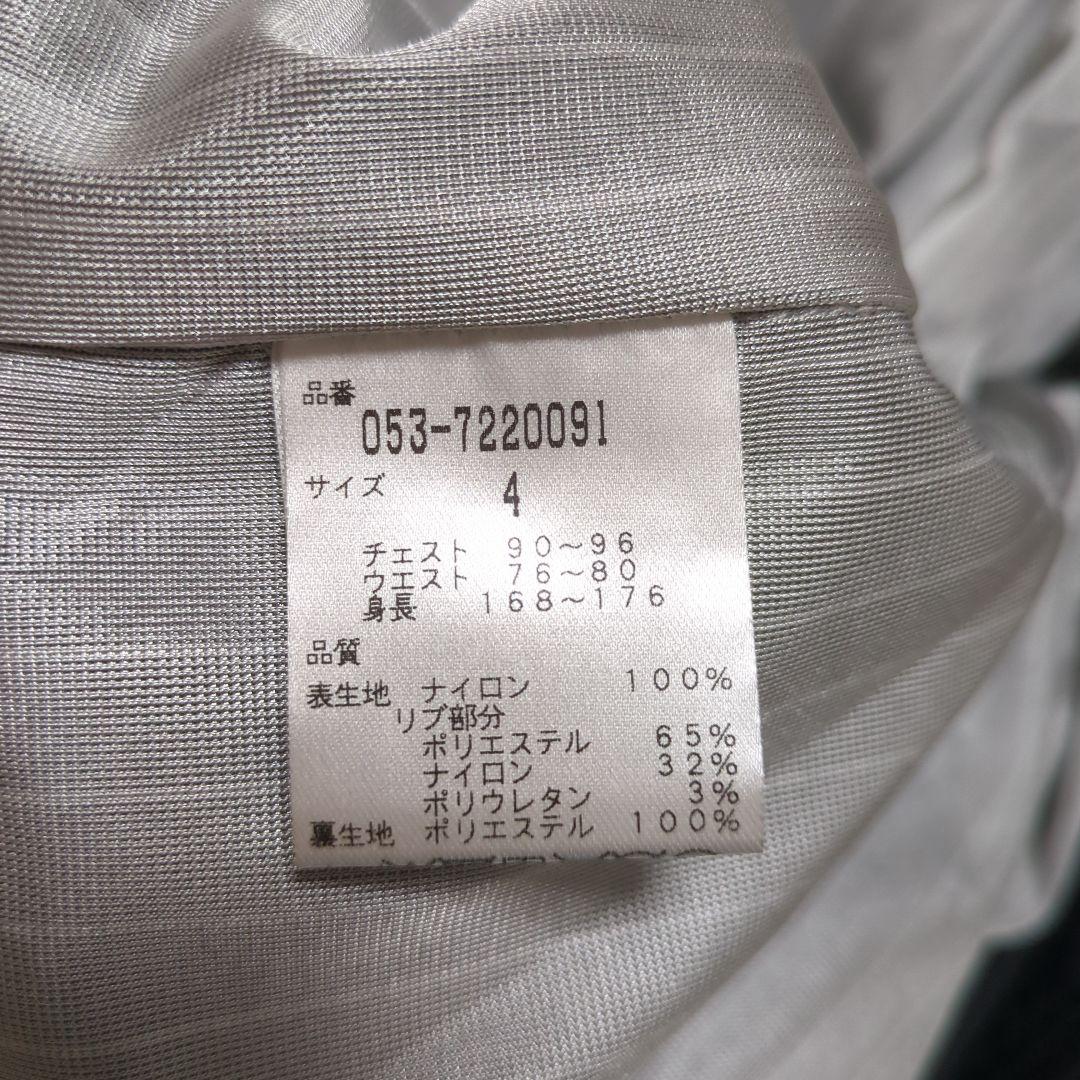 品番
053-7220091
サイズ 4
チェスト 90～96
ウエスト 76～80
身長 168～176
品質
表生地 ナイロン 100%
リブ部分
ポリエステル 65%
ナイロン 32%
ポリウレタン 3%
裏生地 ポリエステル 100%